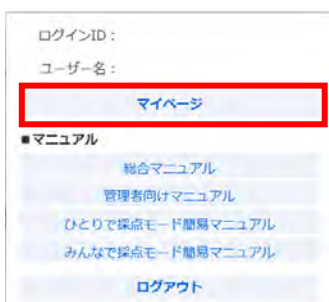 ログインID：
ユーザー名：
マイページ
■マニュアル
総合マニュアル
管理者向けマニュアル
ひとりで採点モード簡易マニュアル
みんなで採点モード簡易マニュアル
ログアウト